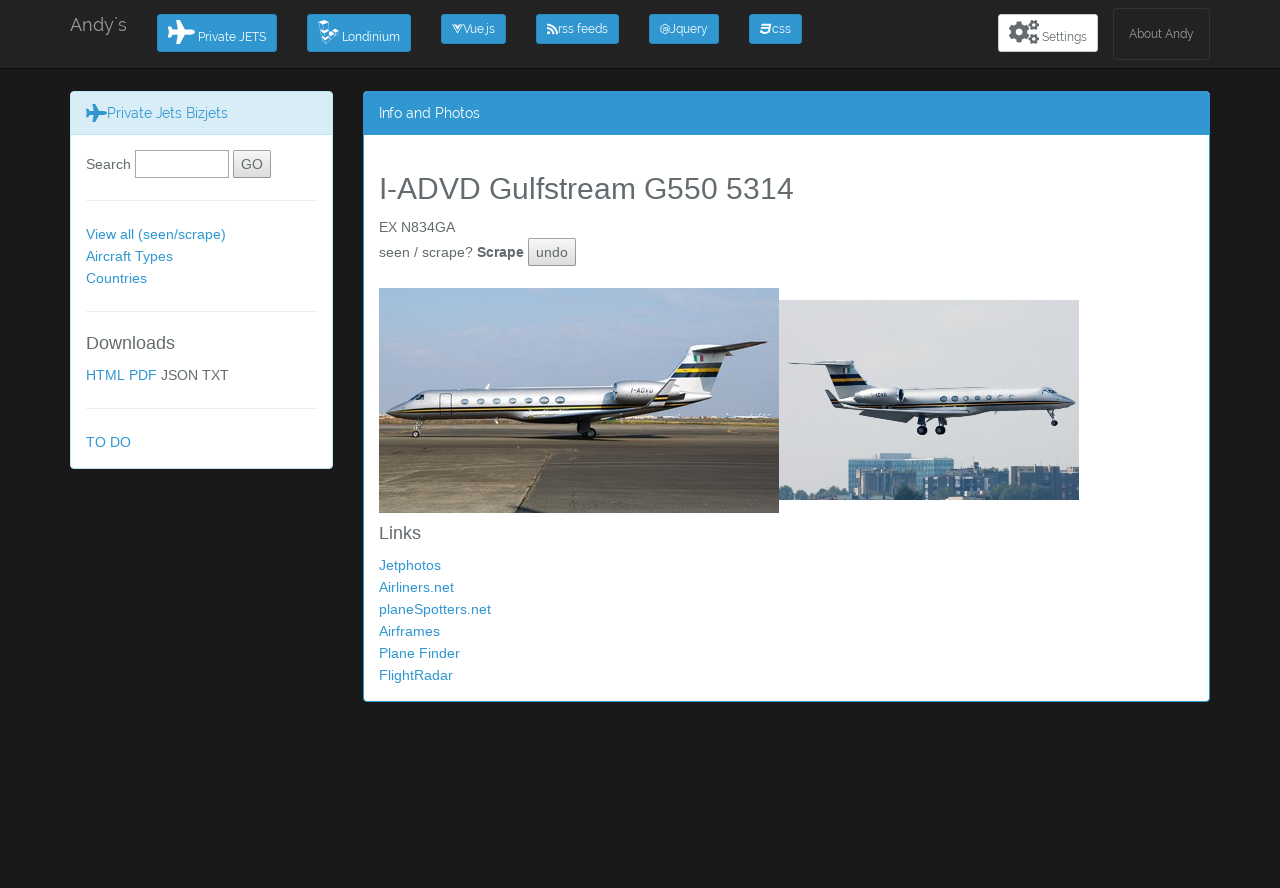 Andy`s
Private JETS
Londinium
Vue.js
rss feeds
Jquery
css
Settings
About Andy
Private Jets Bizjets
Search GO
View all (seen/scrape)
Aircraft Types
Countries
Downloads
HTML PDF JSON TXT
TO DO
Info and Photos
I-ADVD Gulfstream G550 5314
EX N834GA
seen / scrape? Scrape undo
I-ADVD
Links
Jetphotos
Airliners.net
planeSpotters.net
Airframes
Plane Finder
FlightRadar